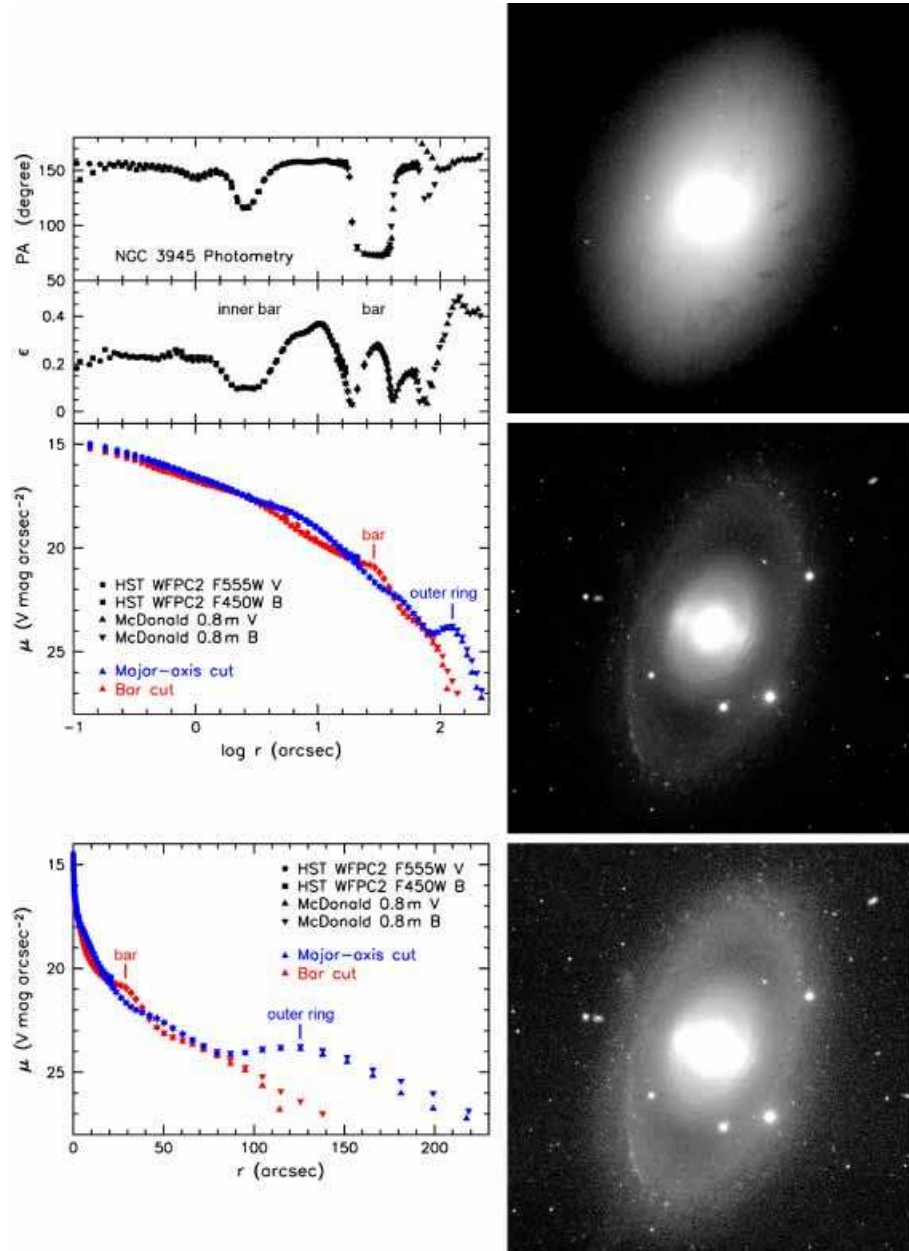 PA (degree)
150
100
50
NGC 3945 Photometry
ε
0.4
0.2
0
inner bar
bar
μ (V mag arcsec⁻²)
15
20
25
bar
outer ring
HST WFPC2 F555W V
HST WFPC2 F450W B
McDonald 0.8m V
McDonald 0.8m B
Major-axis cut
Bar cut
-1
0
1
2
log r (arcsec)
μ (V mag arcsec⁻²)
15
20
25
bar
outer ring
HST WFPC2 F555W V
HST WFPC2 F450W B
McDonald 0.8m V
McDonald 0.8m B
Major-axis cut
Bar cut
0
50
100
150
200
r (arcsec)